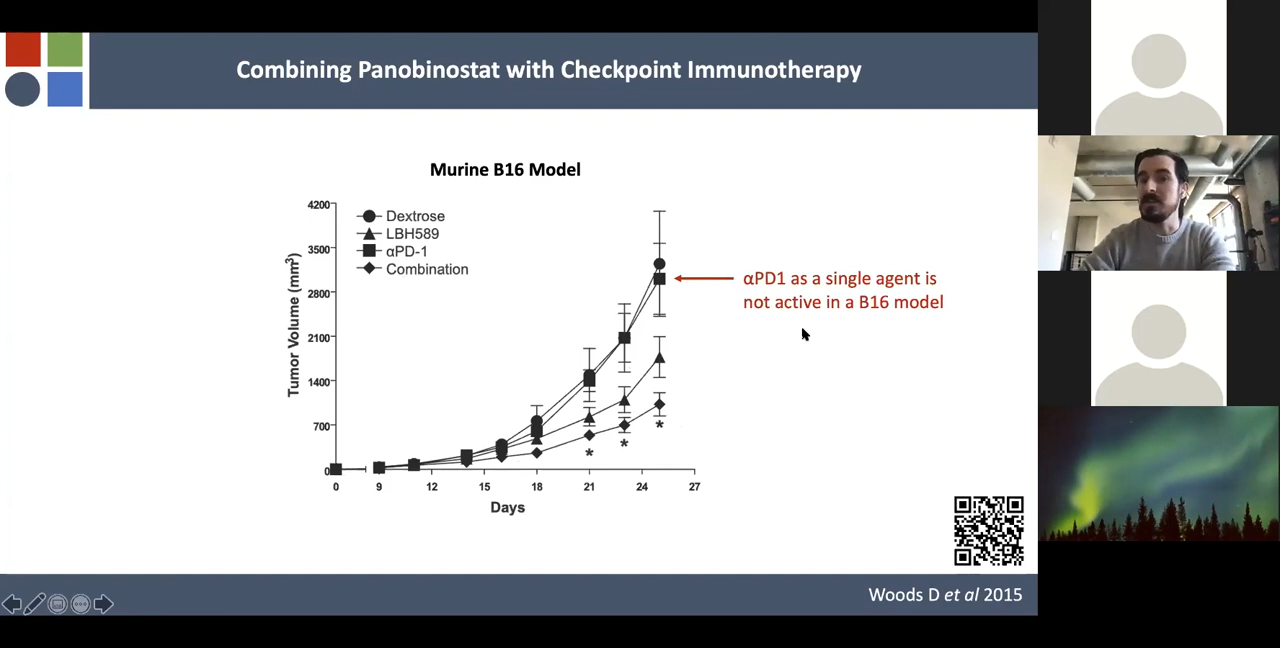 Combining Panobinostat with Checkpoint Immunotherapy
Murine B16 Model
Dextrose
LBH589
αPD-1
Combination
Tumor Volume (mm³)
4200
3500
2800
2100
1400
700
0
0 9 12 15 18 21 24 27
Days
* * *
αPD1 as a single agent is
not active in a B16 model
Woods D et al 2015